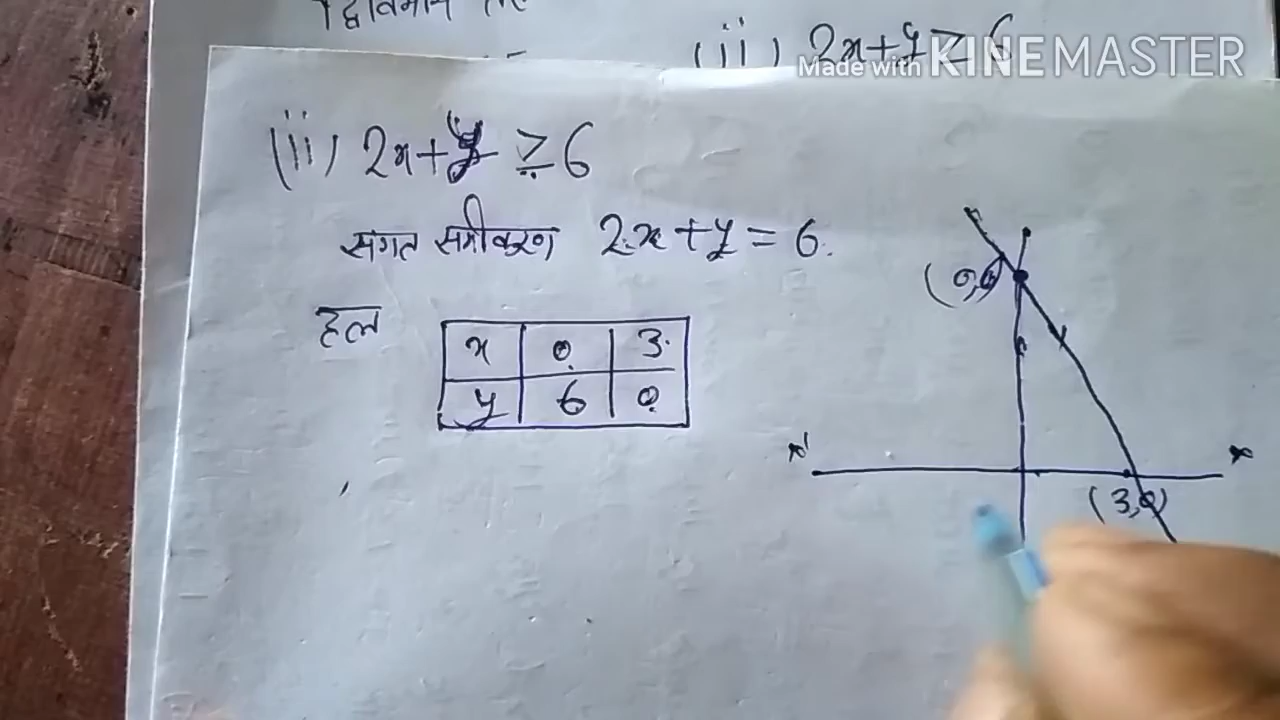 (ii) 2x+y ≥ 6
Made with KINEMASTER
(ii) 2x+y ≥ 6
संगत समीकरण 2x+y = 6.
हल
x 0 3
y 6 0
(0,6)
x' x
(3,0)